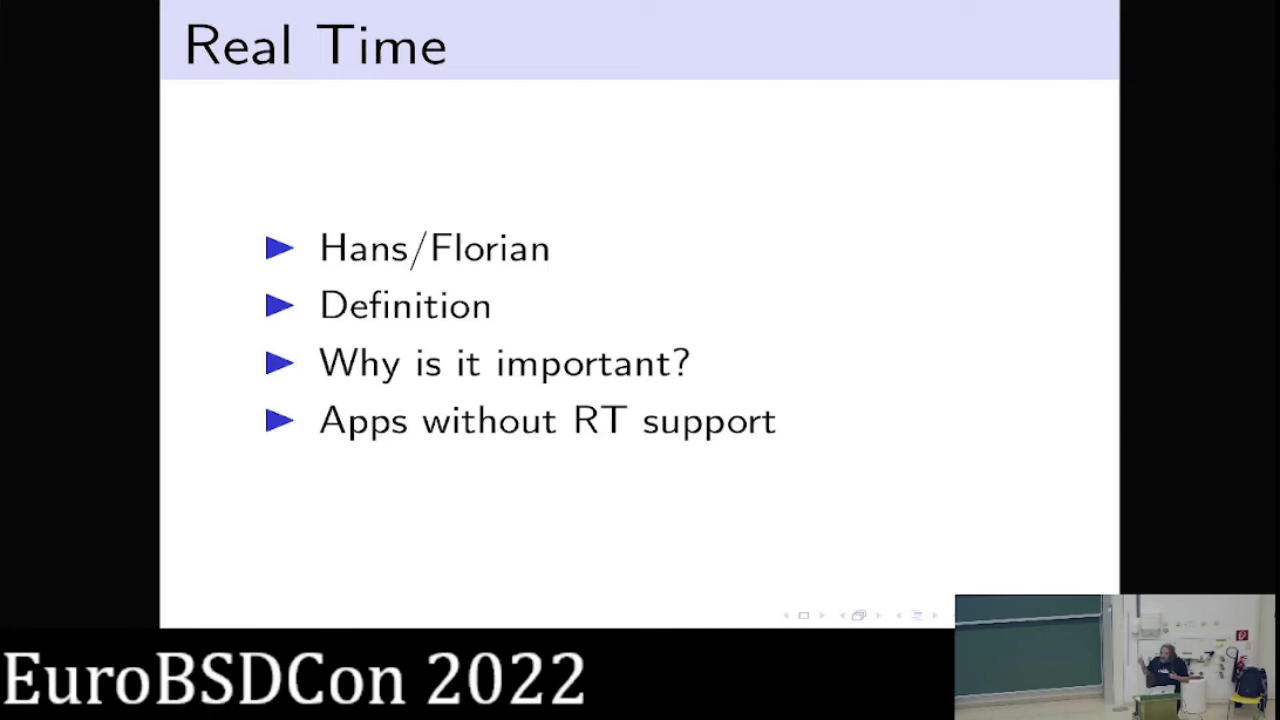 Real Time
Hans/Florian
Definition
Why is it important?
Apps without RT support
EuroBSDCon 2022